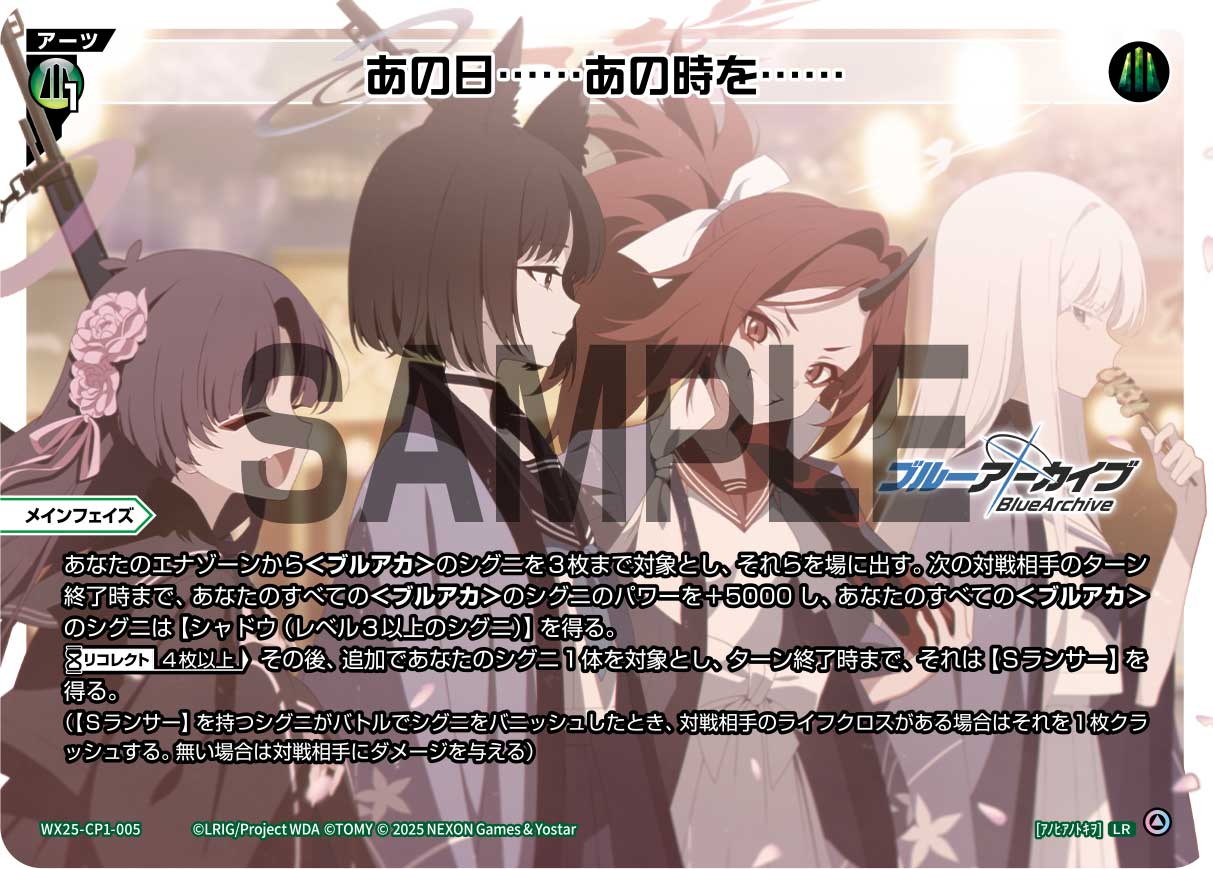 アーツ
あの日……あの時を……
1
SAMPLE
ブルーアーカイブ
BlueArchive
メインフェイズ
あなたのエナゾーンから<ブルアカ>のシグニを3枚まで対象とし、それらを場に出す。次の対戦相手のターン
終了時まで、あなたのすべての<ブルアカ>のシグニのパワーを+5000し、あなたのすべての<ブルアカ>
のシグニは【シャドウ(レベル3以上のシグニ)】を得る。
リコレクト 4枚以上 その後、追加であなたのシグニ1体を対象とし、ターン終了時まで、それは【Sランサー】を
得る。
(【Sランサー】を持つシグニがバトルでシグニをバニッシュしたとき、対戦相手のライフクロスがある場合はそれを1枚クラ
ッシュする。無い場合は対戦相手にダメージを与える)
WX25-CP1-005 ©LRIG/Project WDA ©TOMY © 2025 NEXON Games & Yostar [ｱﾉﾋｱﾉﾄｷｦ] LR